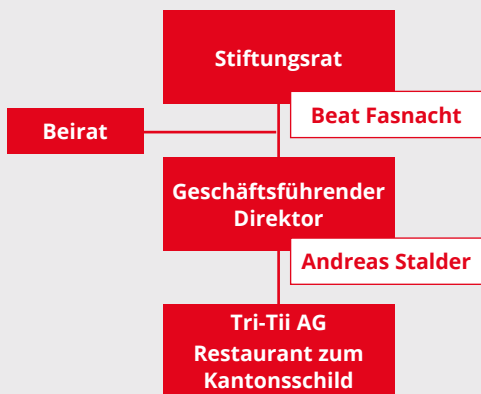 Stiftungsrat
Beat Fasnacht
Beirat
Geschäftsführender
Direktor
Andreas Stalder
Tri-Tii AG
Restaurant zum
Kantonsschild